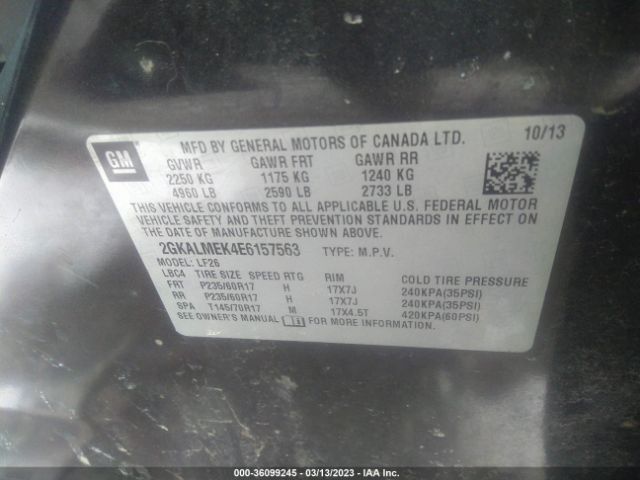 GM
MFD BY GENERAL MOTORS OF CANADA LTD. 10/13
GVWR GAWR FRT GAWR RR
2250 KG 1175 KG 1240 KG
4960 LB 2590 LB 2733 LB
THIS VEHICLE CONFORMS TO ALL APPLICABLE U.S. FEDERAL MOTOR
VEHICLE SAFETY AND THEFT PREVENTION STANDARDS IN EFFECT ON
THE DATE OF MANUFACTURE SHOWN ABOVE.
2GKALMEK4E6157563 TYPE: M.P.V.
MODEL: LF26
LBC4 TIRE SIZE SPEED RTG RIM COLD TIRE PRESSURE
FRT P235/60R17 H 17X7J 240KPA(35PSI)
RR P235/60R17 H 17X7J 240KPA(35PSI)
SPA T145/70R17 M 17X4.5T 420KPA(60PSI)
SEE OWNER'S MANUAL FOR MORE INFORMATION.
000-36099245 - 03/13/2023 - IAA Inc.